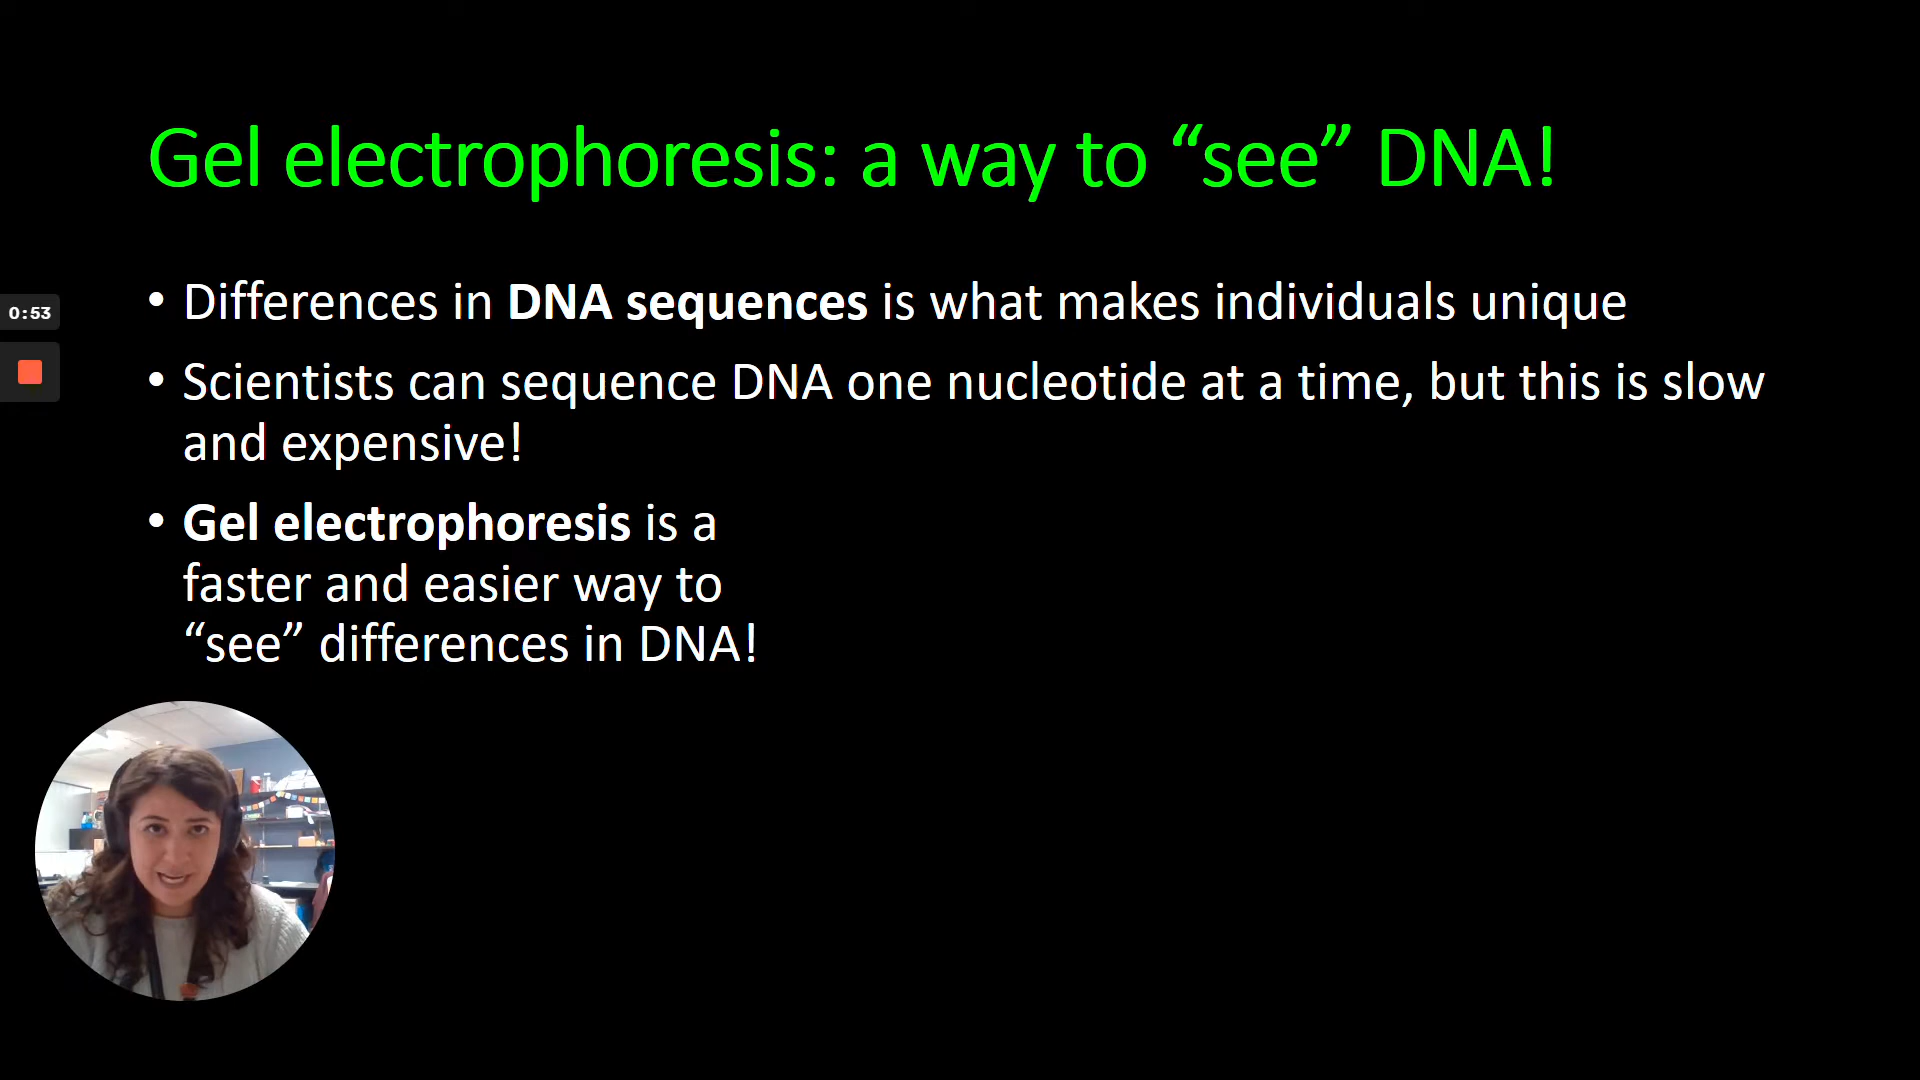 Gel electrophoresis: a way to “see” DNA!
• Differences in DNA sequences is what makes individuals unique
0:53
• Scientists can sequence DNA one nucleotide at a time, but this is slow
and expensive!
• Gel electrophoresis is a
faster and easier way to
“see” differences in DNA!